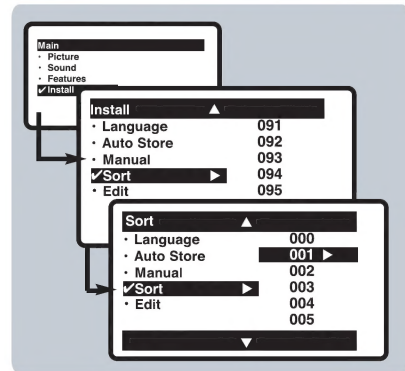 Main
· Picture
· Sound
· Features
✔Install
Install ▲
· Language 091
· Auto Store 092
· Manual 093
✔Sort ▶ 094
· Edit 095
Sort ▲
· Language 000
· Auto Store 001 ▶
· Manual 002
✔Sort ▶ 003
· Edit 004
005
▼